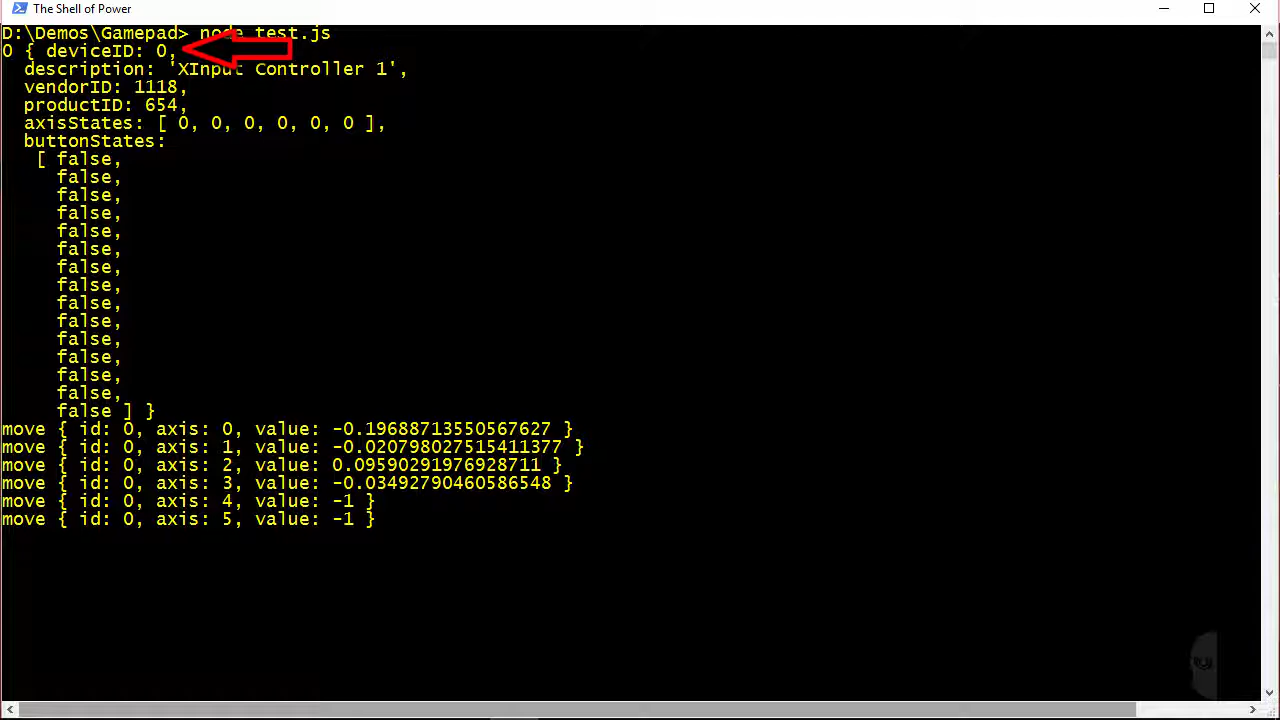 The Shell of Power
D:\Demos\Gamepad> node test.js
0 { deviceID: 0,
description: 'XInput Controller 1',
vendorID: 1118,
productID: 654,
axisStates: [ 0, 0, 0, 0, 0, 0 ],
buttonStates:
[ false,
false,
false,
false,
false,
false,
false,
false,
false,
false,
false,
false,
false,
false,
false ] }
move { id: 0, axis: 0, value: -0.19688713550567627 }
move { id: 0, axis: 1, value: -0.020798027515411377 }
move { id: 0, axis: 2, value: 0.09590291976928711 }
move { id: 0, axis: 3, value: -0.03492790460586548 }
move { id: 0, axis: 4, value: -1 }
move { id: 0, axis: 5, value: -1 }